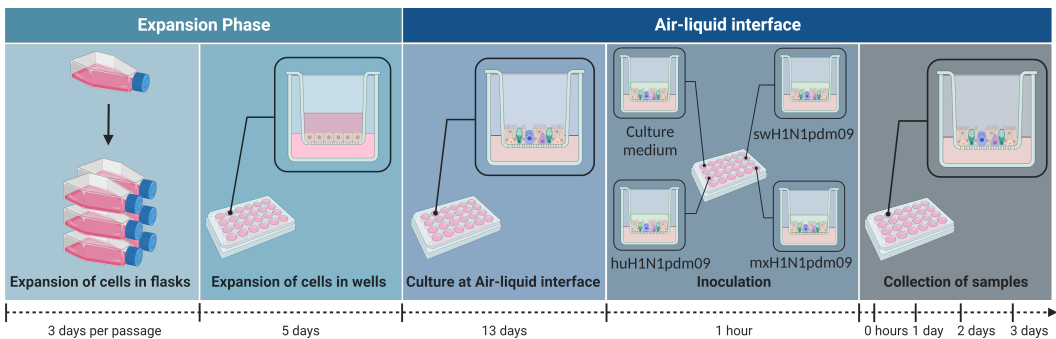 Expansion Phase
Air-liquid interface
Culture
medium
swH1N1pdm09
huH1N1pdm09
mxH1N1pdm09
Expansion of cells in flasks
Expansion of cells in wells
Culture at Air-liquid interface
Inoculation
Collection of samples
3 days per passage
5 days
13 days
1 hour
0 hours
1 day
2 days
3 days